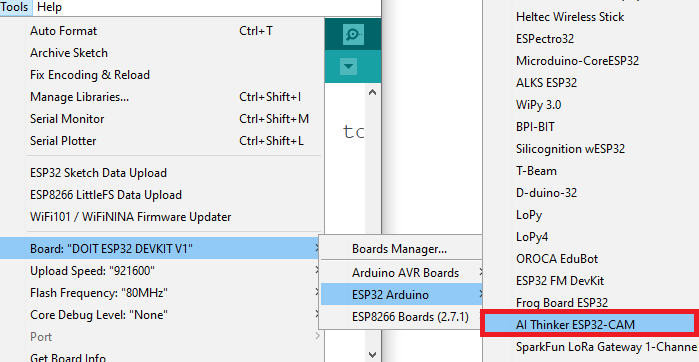 Tools Help
Auto Format Ctrl+T
Archive Sketch
Fix Encoding & Reload
Manage Libraries... Ctrl+Shift+I
Serial Monitor Ctrl+Shift+M
Serial Plotter Ctrl+Shift+L
ESP32 Sketch Data Upload
ESP8266 LittleFS Data Upload
WiFi101 / WiFiNINA Firmware Updater
Board: "DOIT ESP32 DEVKIT V1"
Upload Speed: "921600"
Flash Frequency: "80MHz"
Core Debug Level: "None"
Port
Get Board Info
to
Boards Manager...
Arduino AVR Boards
ESP32 Arduino
ESP8266 Boards (2.7.1)
Heltec Wireless Stick
ESPectro32
Microduino-CoreESP32
ALKS ESP32
WiPy 3.0
BPI-BIT
Silicognition wESP32
T-Beam
D-duino-32
LoPy
LoPy4
OROCA EduBot
ESP32 FM DevKit
Frog Board ESP32
AI Thinker ESP32-CAM
SparkFun LoRa Gateway 1-Channe